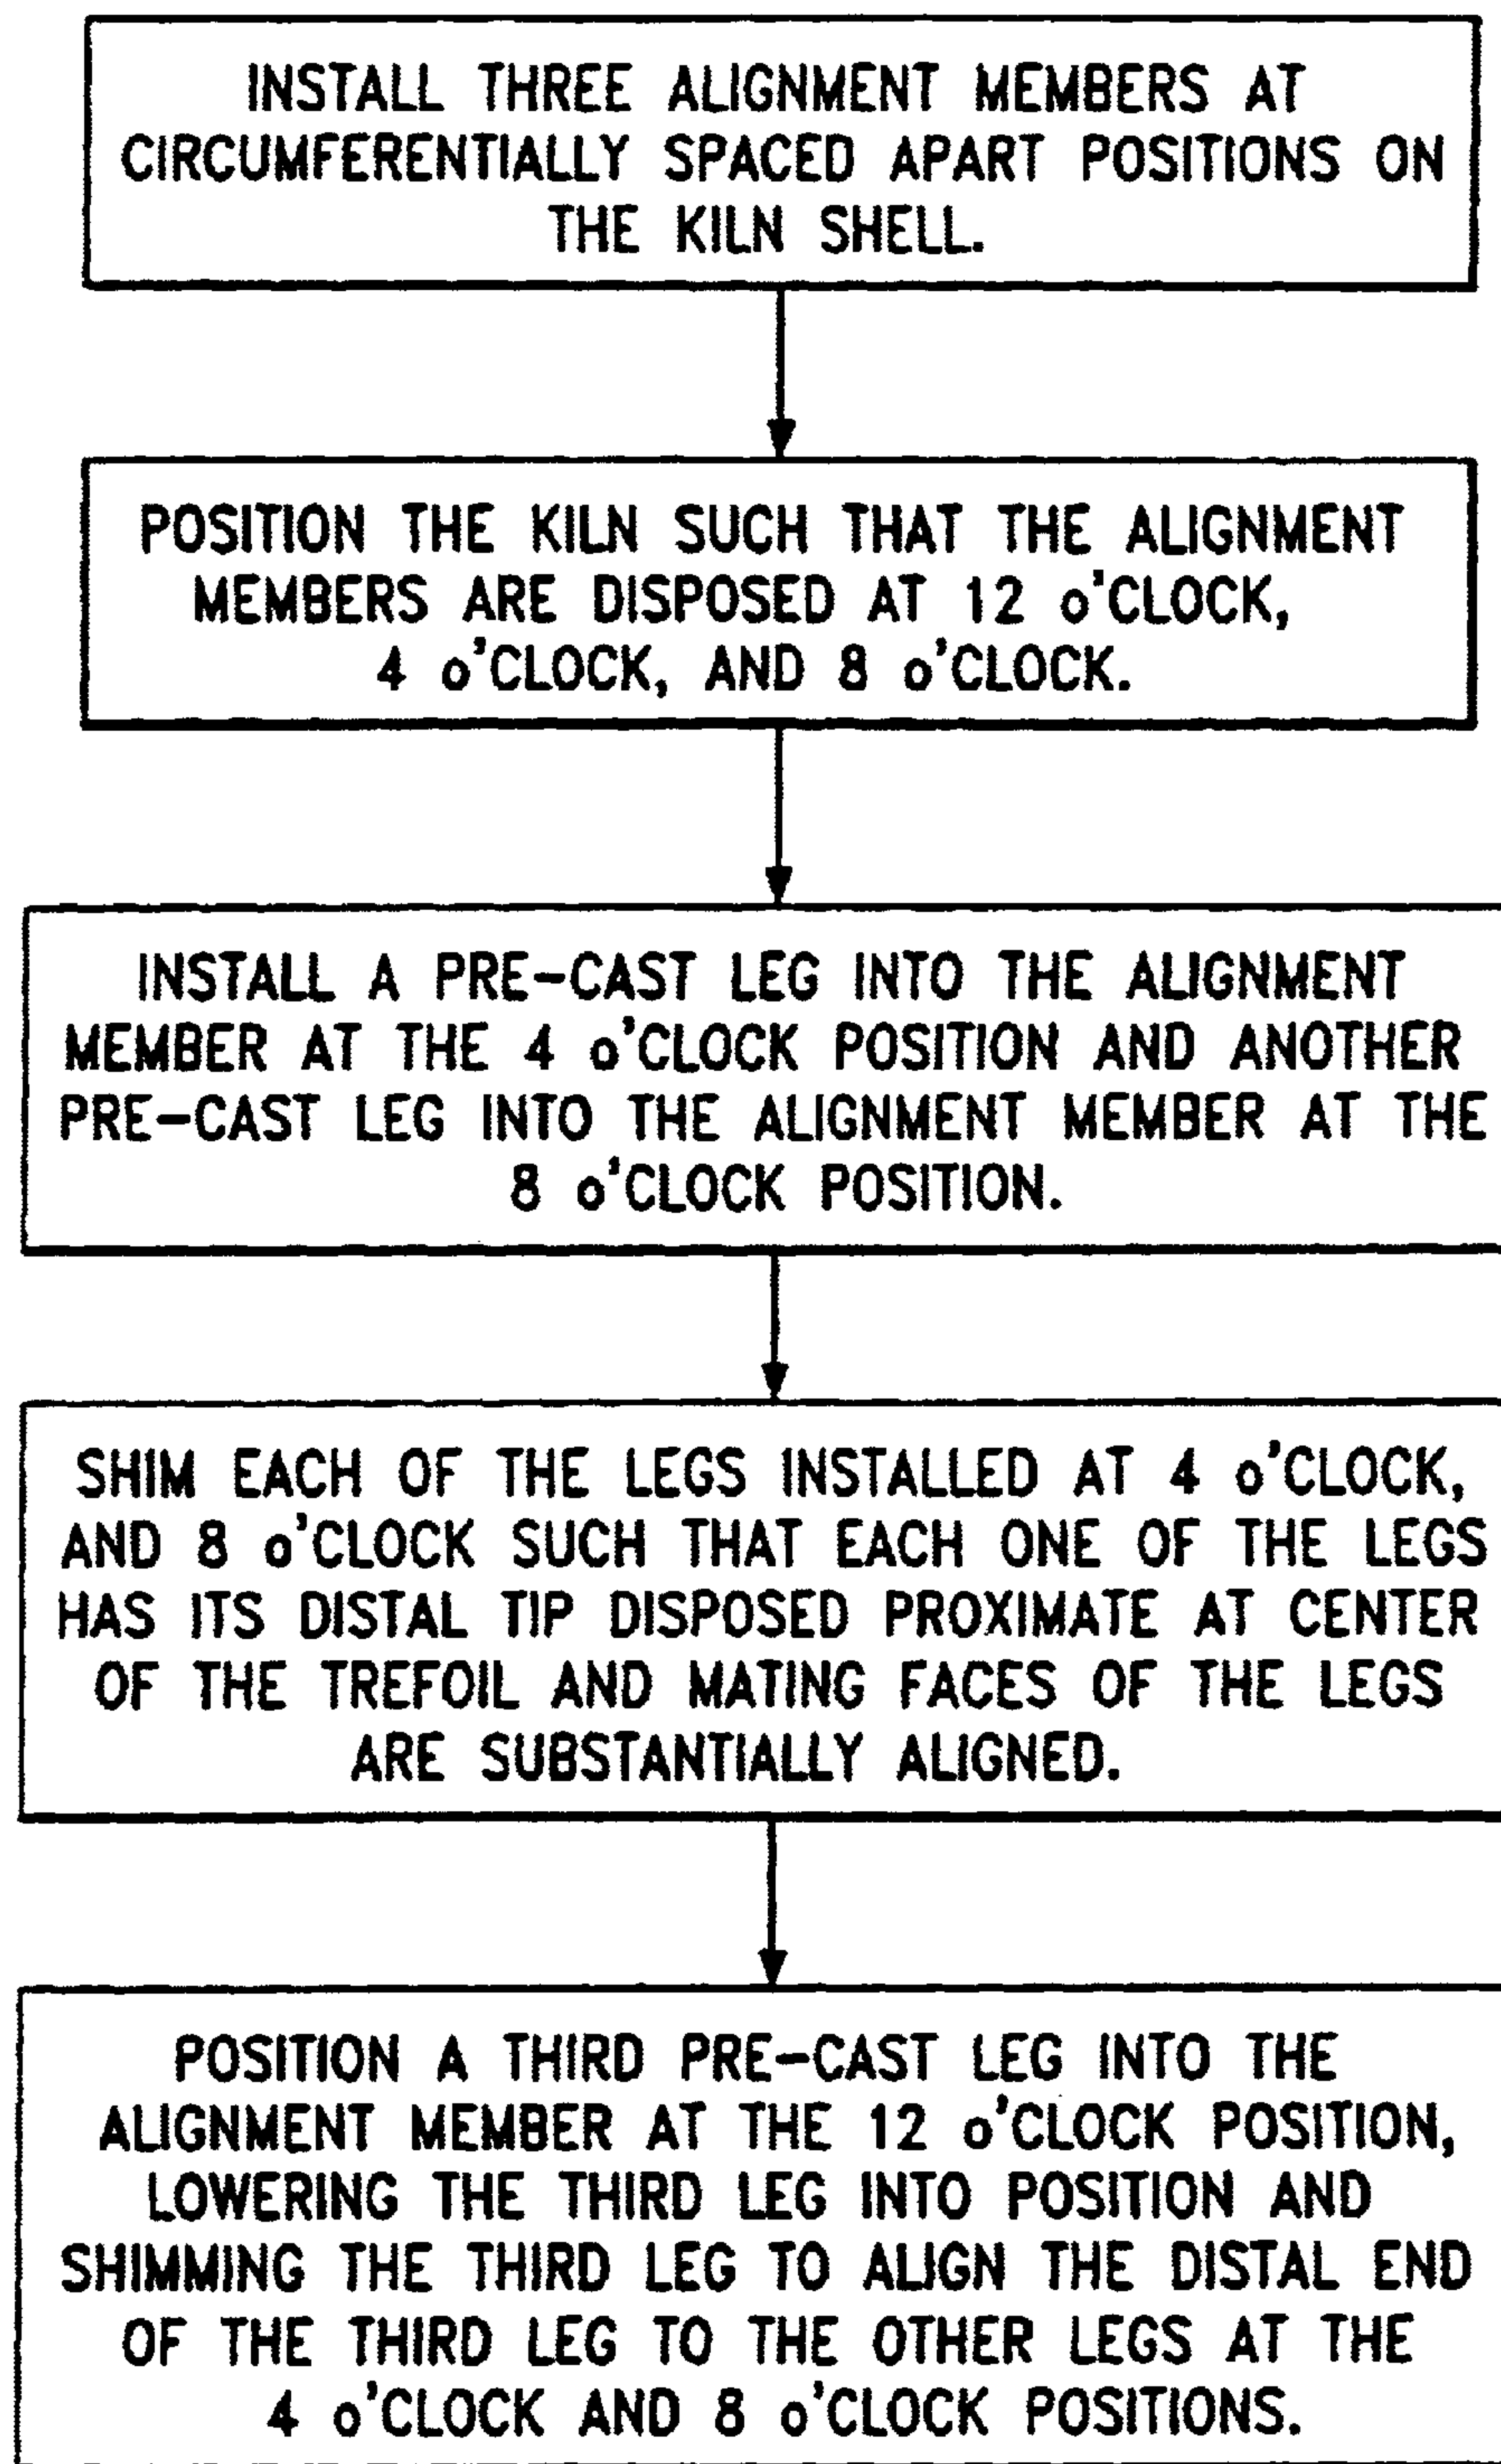 INSTALL THREE ALIGNMENT MEMBERS AT
CIRCUMFERENTIALLY SPACED APART POSITIONS ON
THE KILN SHELL.
POSITION THE KILN SUCH THAT THE ALIGNMENT
MEMBERS ARE DISPOSED AT 12 o'CLOCK,
4 o'CLOCK, AND 8 o'CLOCK.
INSTALL A PRE-CAST LEG INTO THE ALIGNMENT
MEMBER AT THE 4 o'CLOCK POSITION AND ANOTHER
PRE-CAST LEG INTO THE ALIGNMENT MEMBER AT THE
8 o'CLOCK POSITION.
SHIM EACH OF THE LEGS INSTALLED AT 4 o'CLOCK,
AND 8 o'CLOCK SUCH THAT EACH ONE OF THE LEGS
HAS ITS DISTAL TIP DISPOSED PROXIMATE AT CENTER
OF THE TREFOIL AND MATING FACES OF THE LEGS
ARE SUBSTANTIALLY ALIGNED.
POSITION A THIRD PRE-CAST LEG INTO THE
ALIGNMENT MEMBER AT THE 12 o'CLOCK POSITION,
LOWERING THE THIRD LEG INTO POSITION AND
SHIMMING THE THIRD LEG TO ALIGN THE DISTAL END
OF THE THIRD LEG TO THE OTHER LEGS AT THE
4 o'CLOCK AND 8 o'CLOCK POSITIONS.